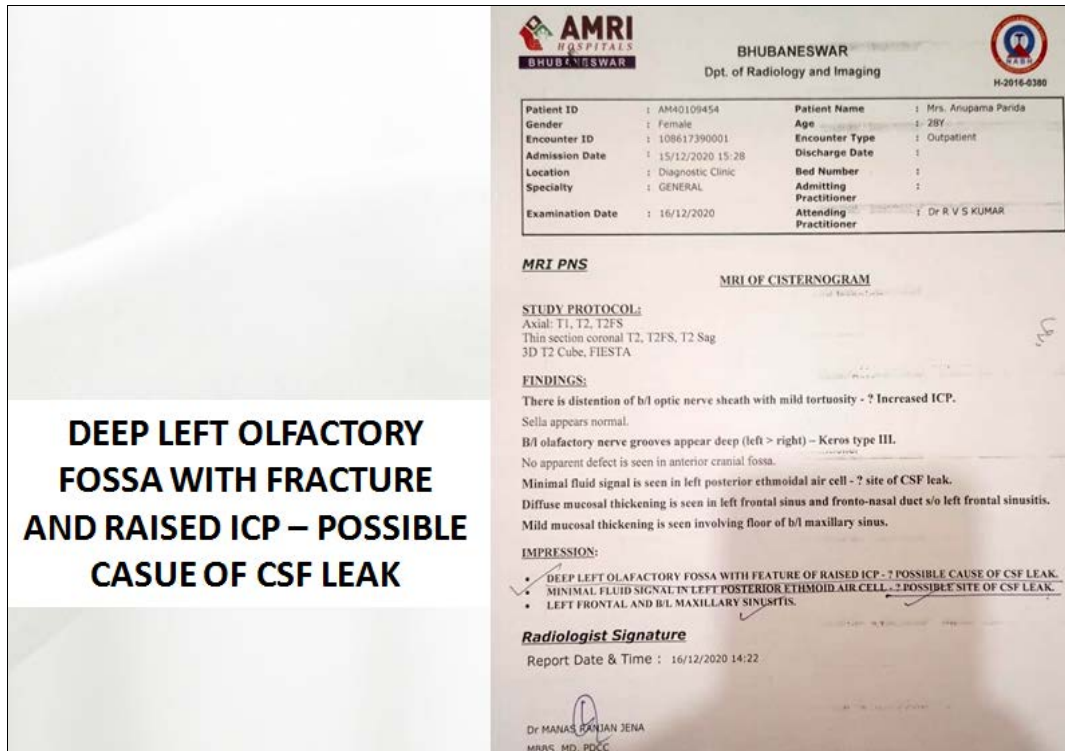 DEEP LEFT OLFACTORY
FOSSA WITH FRACTURE
AND RAISED ICP – POSSIBLE
CASUE OF CSF LEAK
AMRI
HOSPITALS
BHUBANESWAR
BHUBANESWAR
Dpt. of Radiology and Imaging
NABH
H-2016-0380
Patient ID : AM40109454 Patient Name : Mrs. Anupama Parida
Gender : Female Age : 28Y
Encounter ID : 108617390001 Encounter Type : Outpatient
Admission Date : 15/12/2020 15:28 Discharge Date :
Location : Diagnostic Clinic Bed Number :
Specialty : GENERAL Admitting Practitioner :
Examination Date : 16/12/2020 Attending Practitioner : Dr R V S KUMAR
MRI PNS
MRI OF CISTERNOGRAM
STUDY PROTOCOL:
Axial: T1, T2, T2FS
Thin section coronal T2, T2FS, T2 Sag
3D T2 Cube, FIESTA
FINDINGS:
There is distention of b/l optic nerve sheath with mild tortuosity - ? Increased ICP.
Sella appears normal.
B/l olafactory nerve grooves appear deep (left > right) – Keros type III.
No apparent defect is seen in anterior cranial fossa.
Minimal fluid signal is seen in left posterior ethmoidal air cell - ? site of CSF leak.
Diffuse mucosal thickening is seen in left frontal sinus and fronto-nasal duct s/o left frontal sinusitis.
Mild mucosal thickening is seen involving floor of b/l maxillary sinus.
IMPRESSION:
• DEEP LEFT OLAFACTORY FOSSA WITH FEATURE OF RAISED ICP - ? POSSIBLE CAUSE OF CSF LEAK.
• MINIMAL FLUID SIGNAL IN LEFT POSTERIOR ETHMOID AIR CELL - ? POSSIBLE SITE OF CSF LEAK.
• LEFT FRONTAL AND B/L MAXILLARY SINUSITIS.
Radiologist Signature
Report Date & Time : 16/12/2020 14:22
Dr MANAS RANJAN JENA
MBBS, MD, PDCC